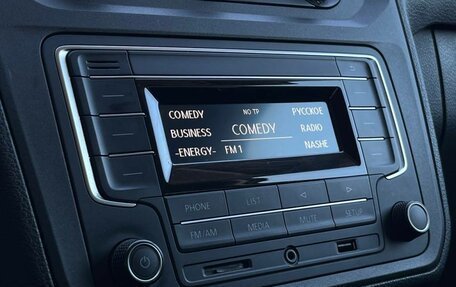 COMEDY NO TP РУССКОЕ
BUSINESS COMEDY RADIO
-ENERGY- FM 1 NASHE
PHONE LIST
FM/AM MEDIA MUTE SETUP